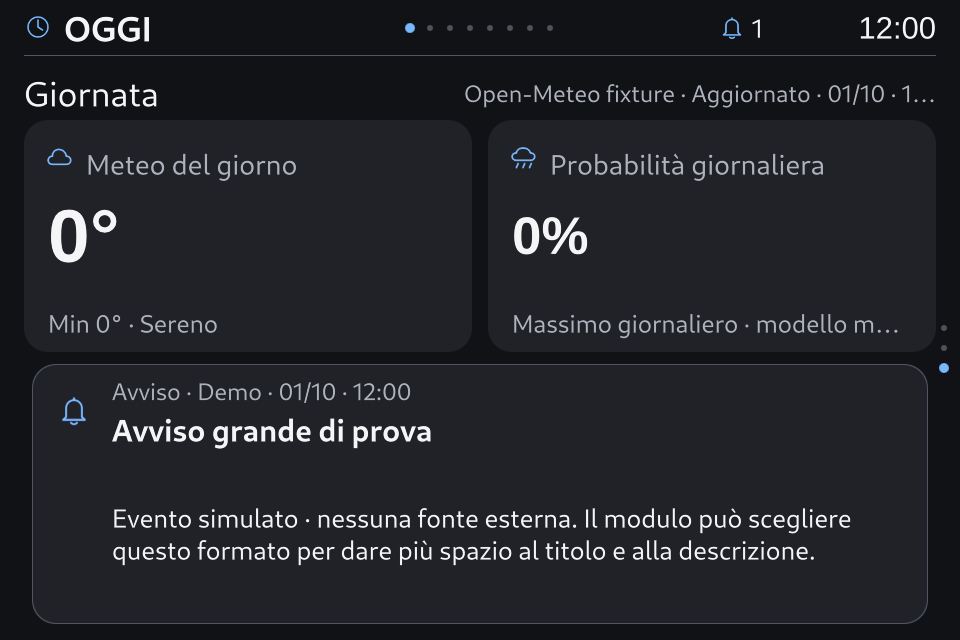 OGGI
1
12:00
Giornata
Open-Meteo fixture · Aggiornato · 01/10 · 1…
Meteo del giorno
0°
Min 0° · Sereno
Probabilità giornaliera
0%
Massimo giornaliero · modello m…
Avviso · Demo · 01/10 · 12:00
Avviso grande di prova
Evento simulato · nessuna fonte esterna. Il modulo può scegliere
questo formato per dare più spazio al titolo e alla descrizione.